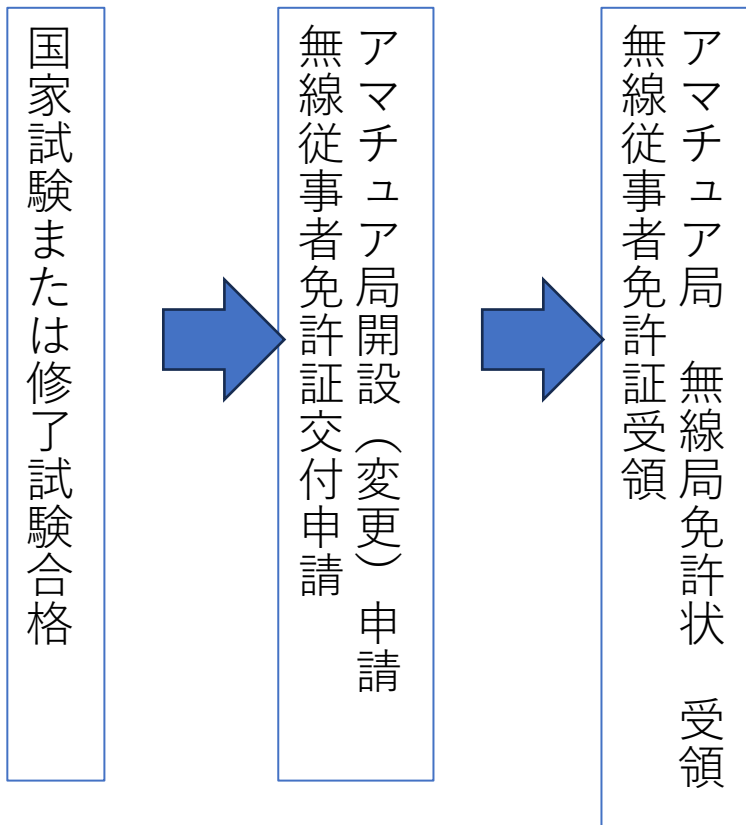 国家試験または修了試験合格
アマチュア局開設（変更）　申請
無線従事者免許証交付申請
アマチュア局　無線局免許状　受領
無線従事者免許証受領